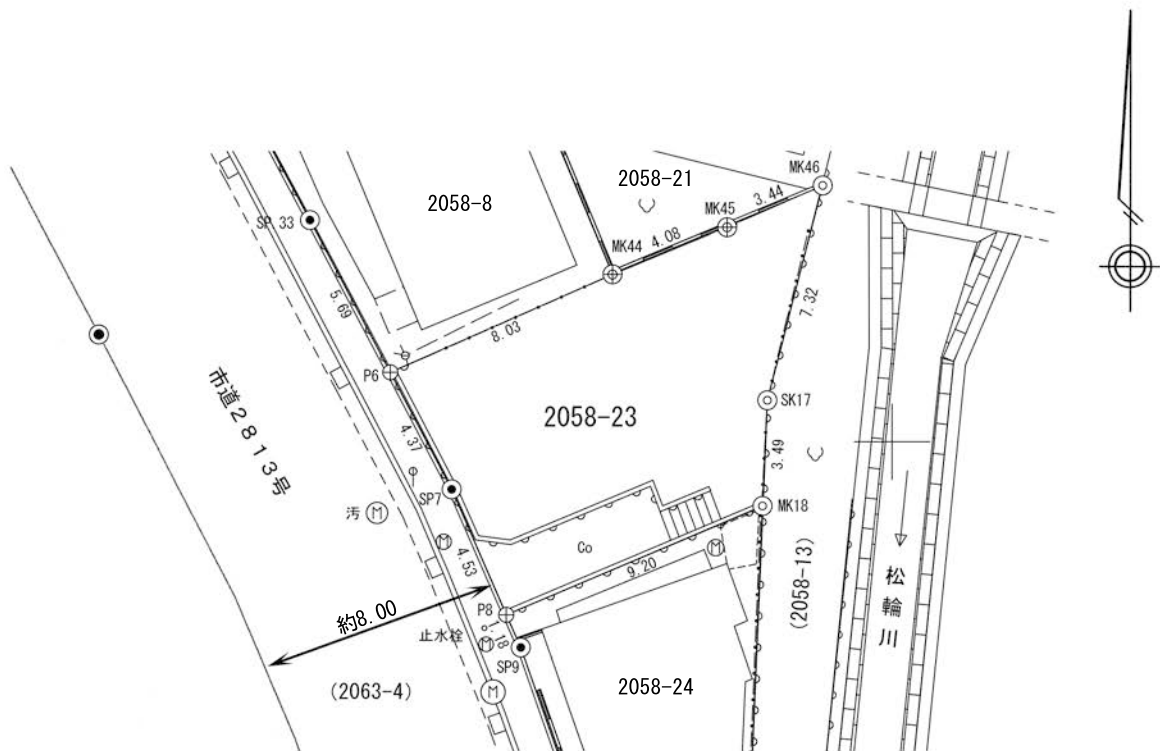 2058-21
MK46
2058-8
3.44
MK45
SP 33
4.08
MK44
5.69
7.32
8.03
P6
市道2813号
2058-23
SK17
4.37
3.49
SP7
MK18
汚 M
M
Co
M
4.53
9.20
(2058-13)
松輪川
約8.00
P8
止水栓 M
1.18
SP9
(2063-4)
M
2058-24